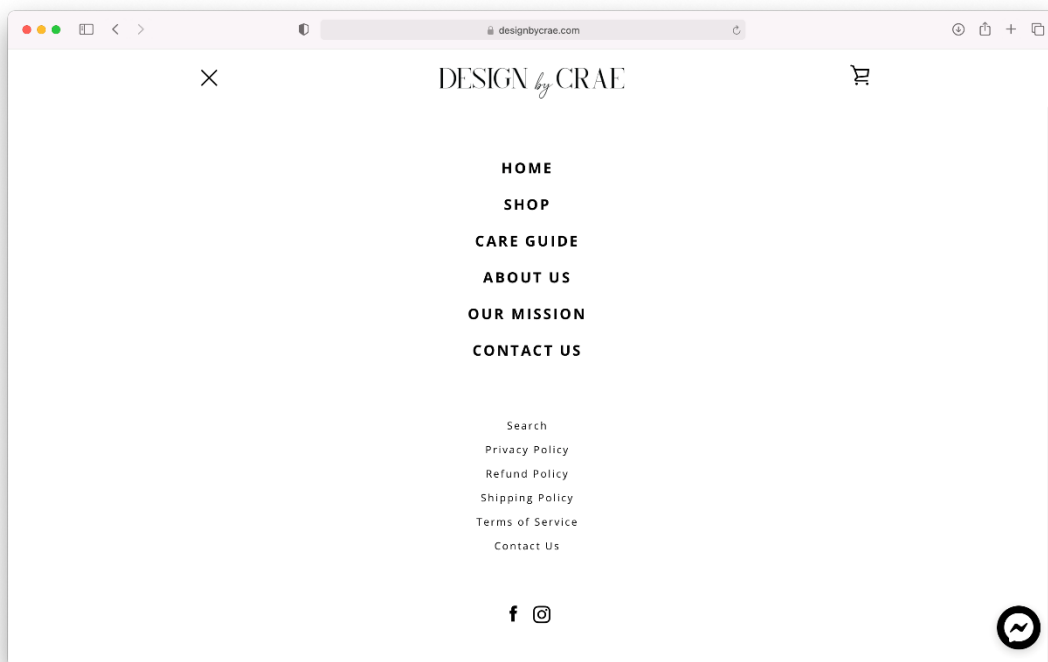 designbycrae.com
DESIGN by CRAE
HOME
SHOP
CARE GUIDE
ABOUT US
OUR MISSION
CONTACT US
Search
Privacy Policy
Refund Policy
Shipping Policy
Terms of Service
Contact Us